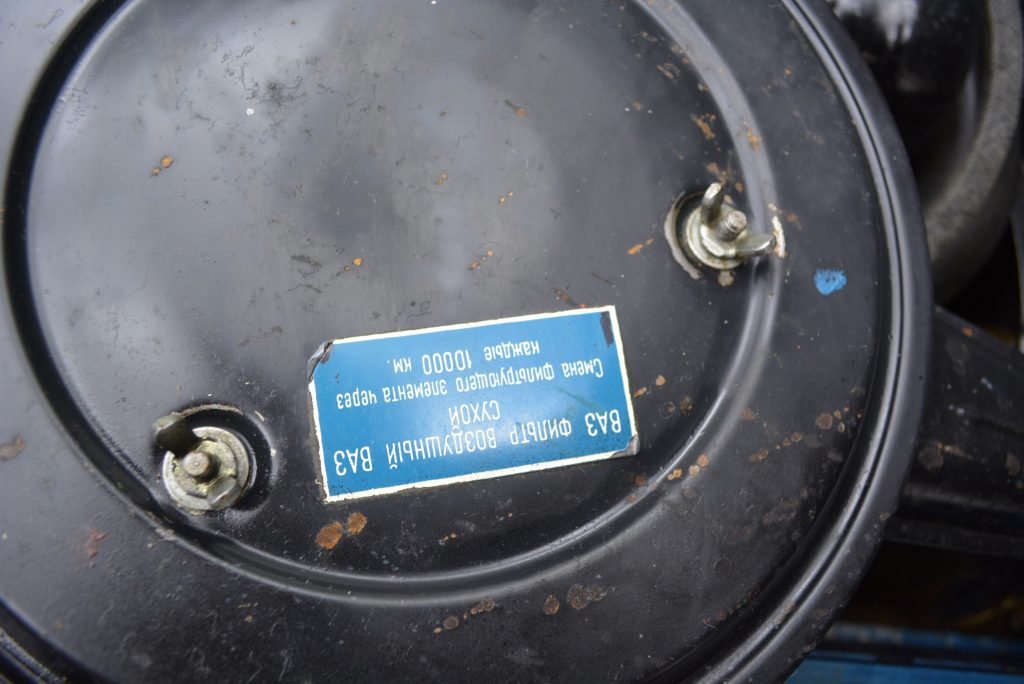 ВАЗ ФИЛЬТР ВОЗДУШНЫЙ ВАЗ
СУХОЙ
Смена фильтрующего элемента через
каждые 10000 км.